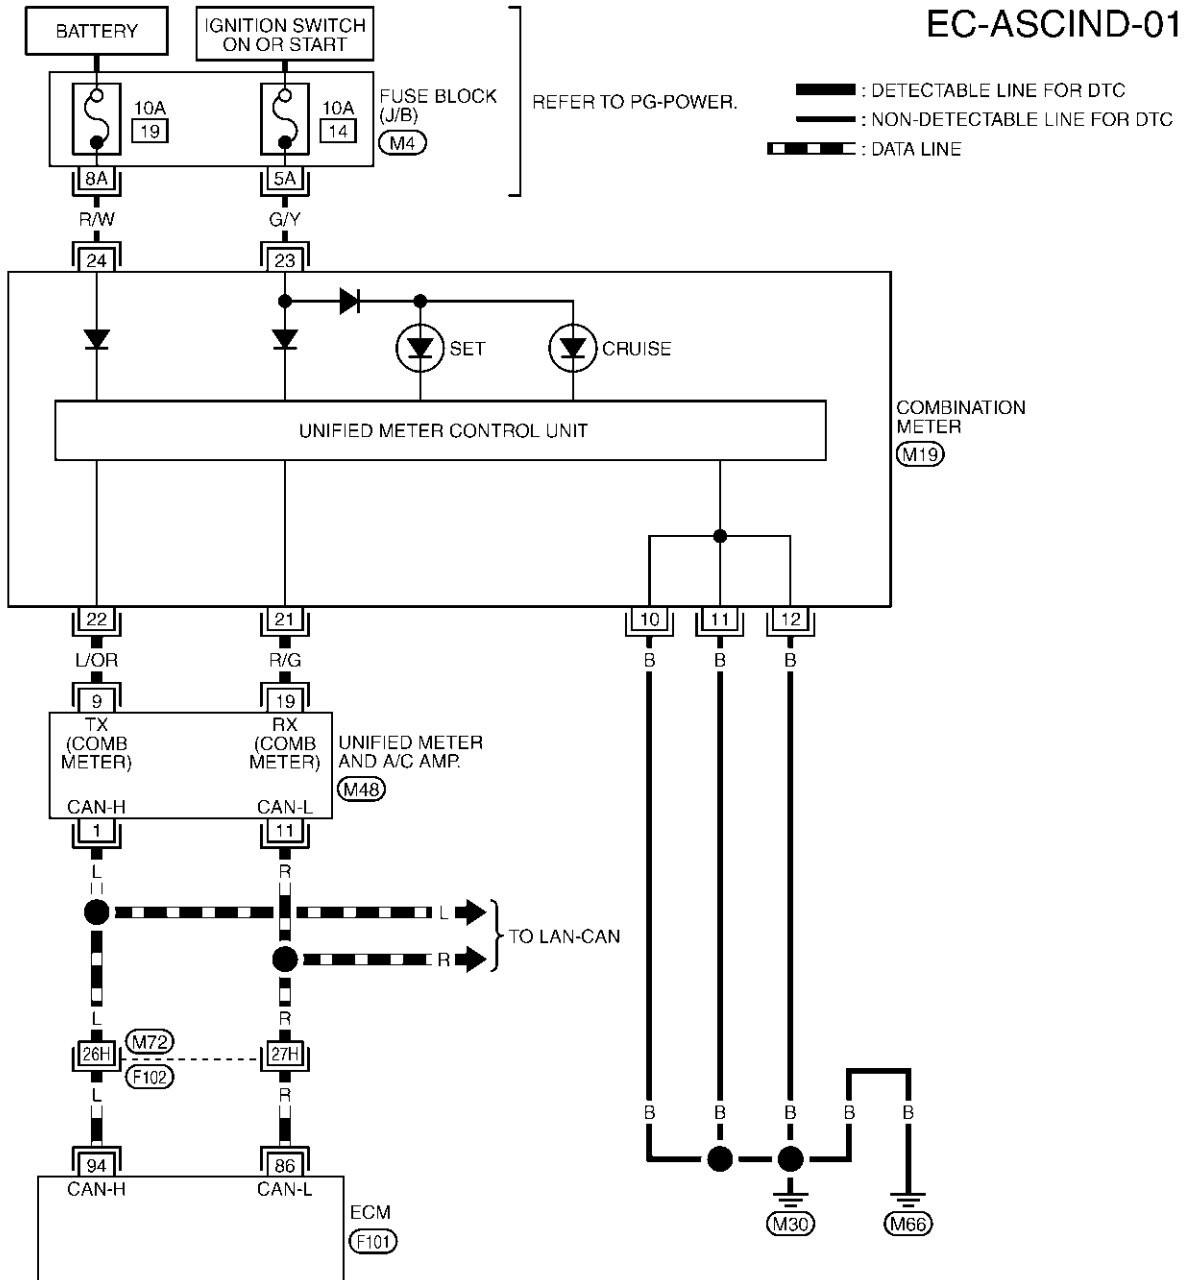 EC-ASCIND-01
BATTERY
IGNITION SWITCH
ON OR START
10A
19
10A
14
FUSE BLOCK
(J/B)
M4
REFER TO PG-POWER.
: DETECTABLE LINE FOR DTC
: NON-DETECTABLE LINE FOR DTC
: DATA LINE
8A
5A
R/W
G/Y
24
23
SET
CRUISE
UNIFIED METER CONTROL UNIT
COMBINATION
METER
M19
22
21
10
11
12
L/OR
R/G
B
B
B
9
19
TX
(COMB
METER)
RX
(COMB
METER)
UNIFIED METER
AND A/C AMP.
M48
CAN-H
CAN-L
1
11
L
R
L
R
TO LAN-CAN
L
R
26H
M72
27H
F102
L
R
B
B
B
B
B
94
86
CAN-H
CAN-L
ECM
F101
M30
M66